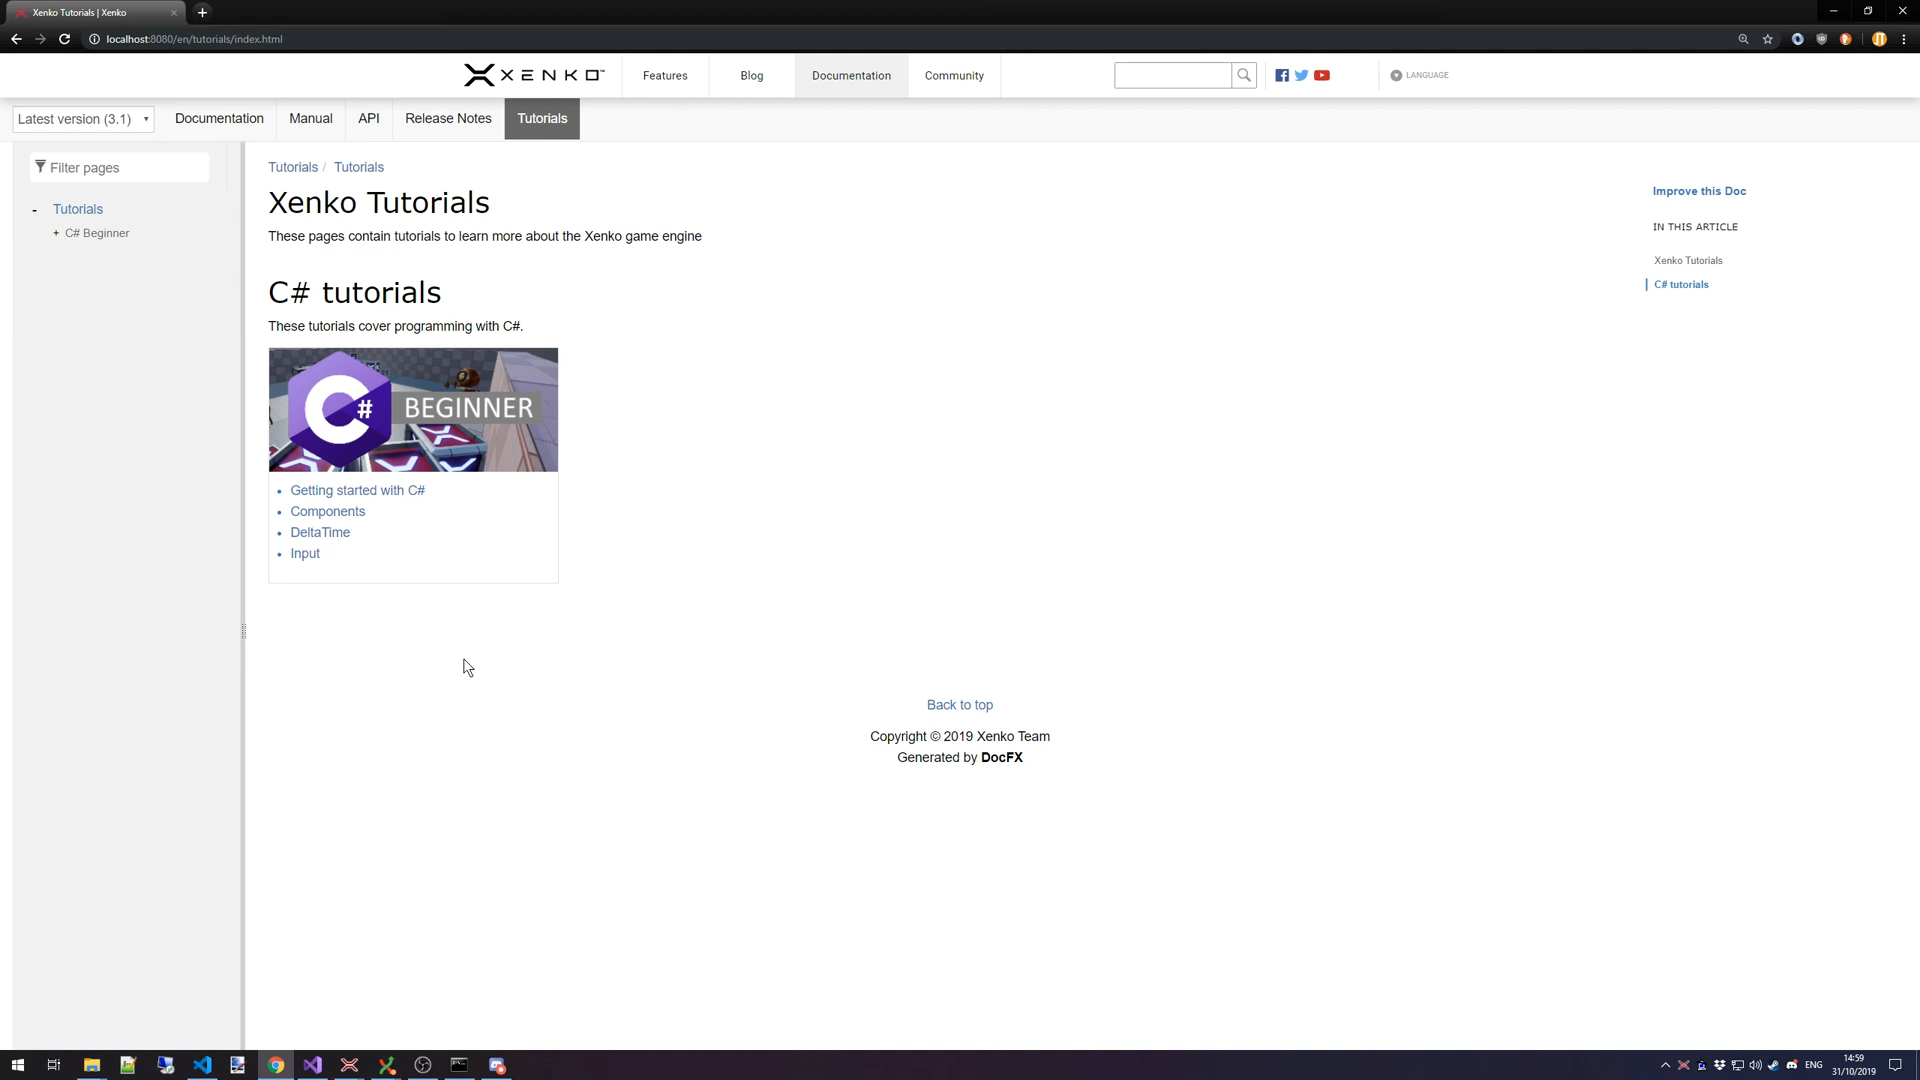 Xenko Tutorials | Xenko
localhost:8080/en/tutorials/index.html
XENKO™
Features
Blog
Documentation
Community
LANGUAGE
Latest version (3.1)
Documentation
Manual
API
Release Notes
Tutorials
Filter pages
- Tutorials
+ C# Beginner
Tutorials / Tutorials
Xenko Tutorials
These pages contain tutorials to learn more about the Xenko game engine
C# tutorials
These tutorials cover programming with C#.
C# BEGINNER
• Getting started with C#
• Components
• DeltaTime
• Input
Improve this Doc
IN THIS ARTICLE
Xenko Tutorials
C# tutorials
Back to top
Copyright © 2019 Xenko Team
Generated by DocFX
ENG
14:59
31/10/2019